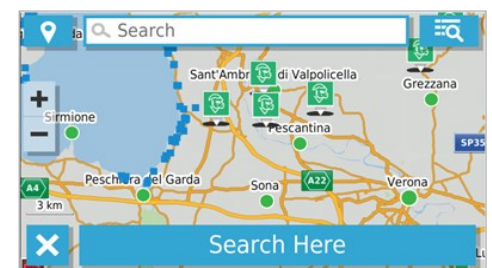 da
Search
Sant'Ambr di Valpolicella
Grezzana
+
Sirmione
-
Pescantina
SP35
Peschiera del Garda
Sona
A22
Verona
A4
3 km
Search Here